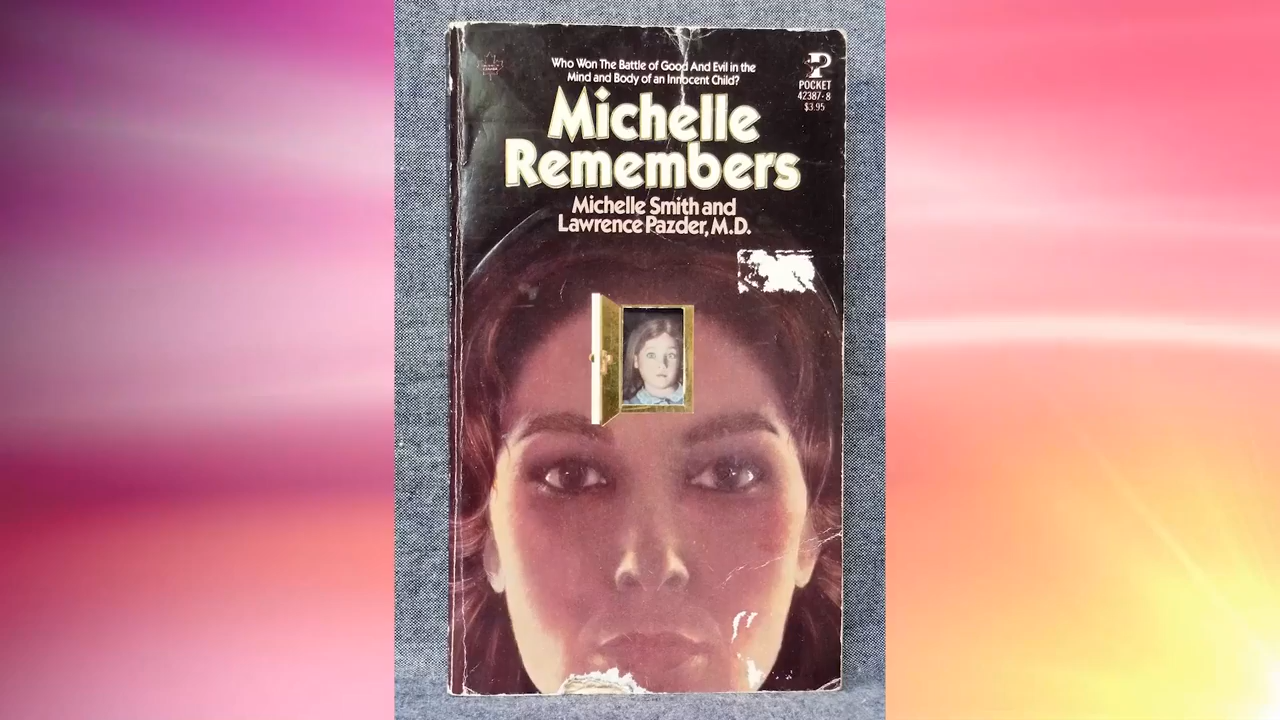 Who Won The Battle of Good And Evil in the
Mind and Body of an Innocent Child?
POCKET
42387-8
$3.95
Michelle
Remembers
Michelle Smith and
Lawrence Pazder, M.D.